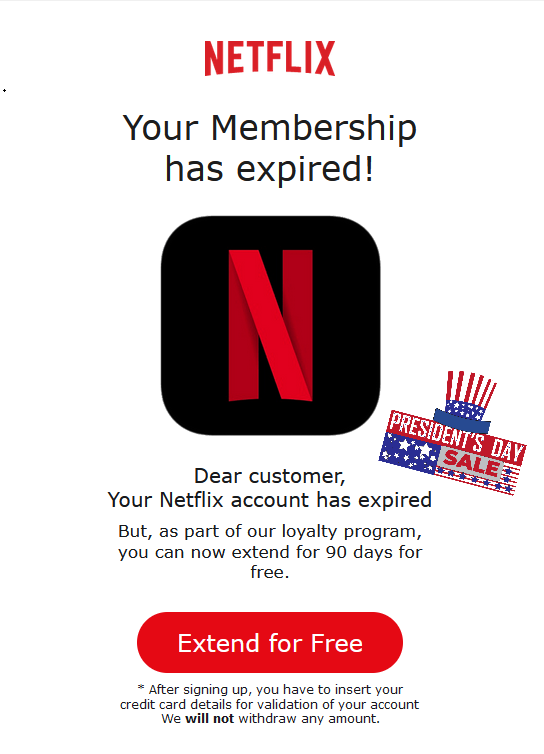 NETFLIX
Your Membership
has expired!
N
PRESIDENT'S DAY
SALE
Dear customer,
Your Netflix account has expired
But, as part of our loyalty program,
you can now extend for 90 days for
free.
Extend for Free
* After signing up, you have to insert your
credit card details for validation of your account
We will not withdraw any amount.